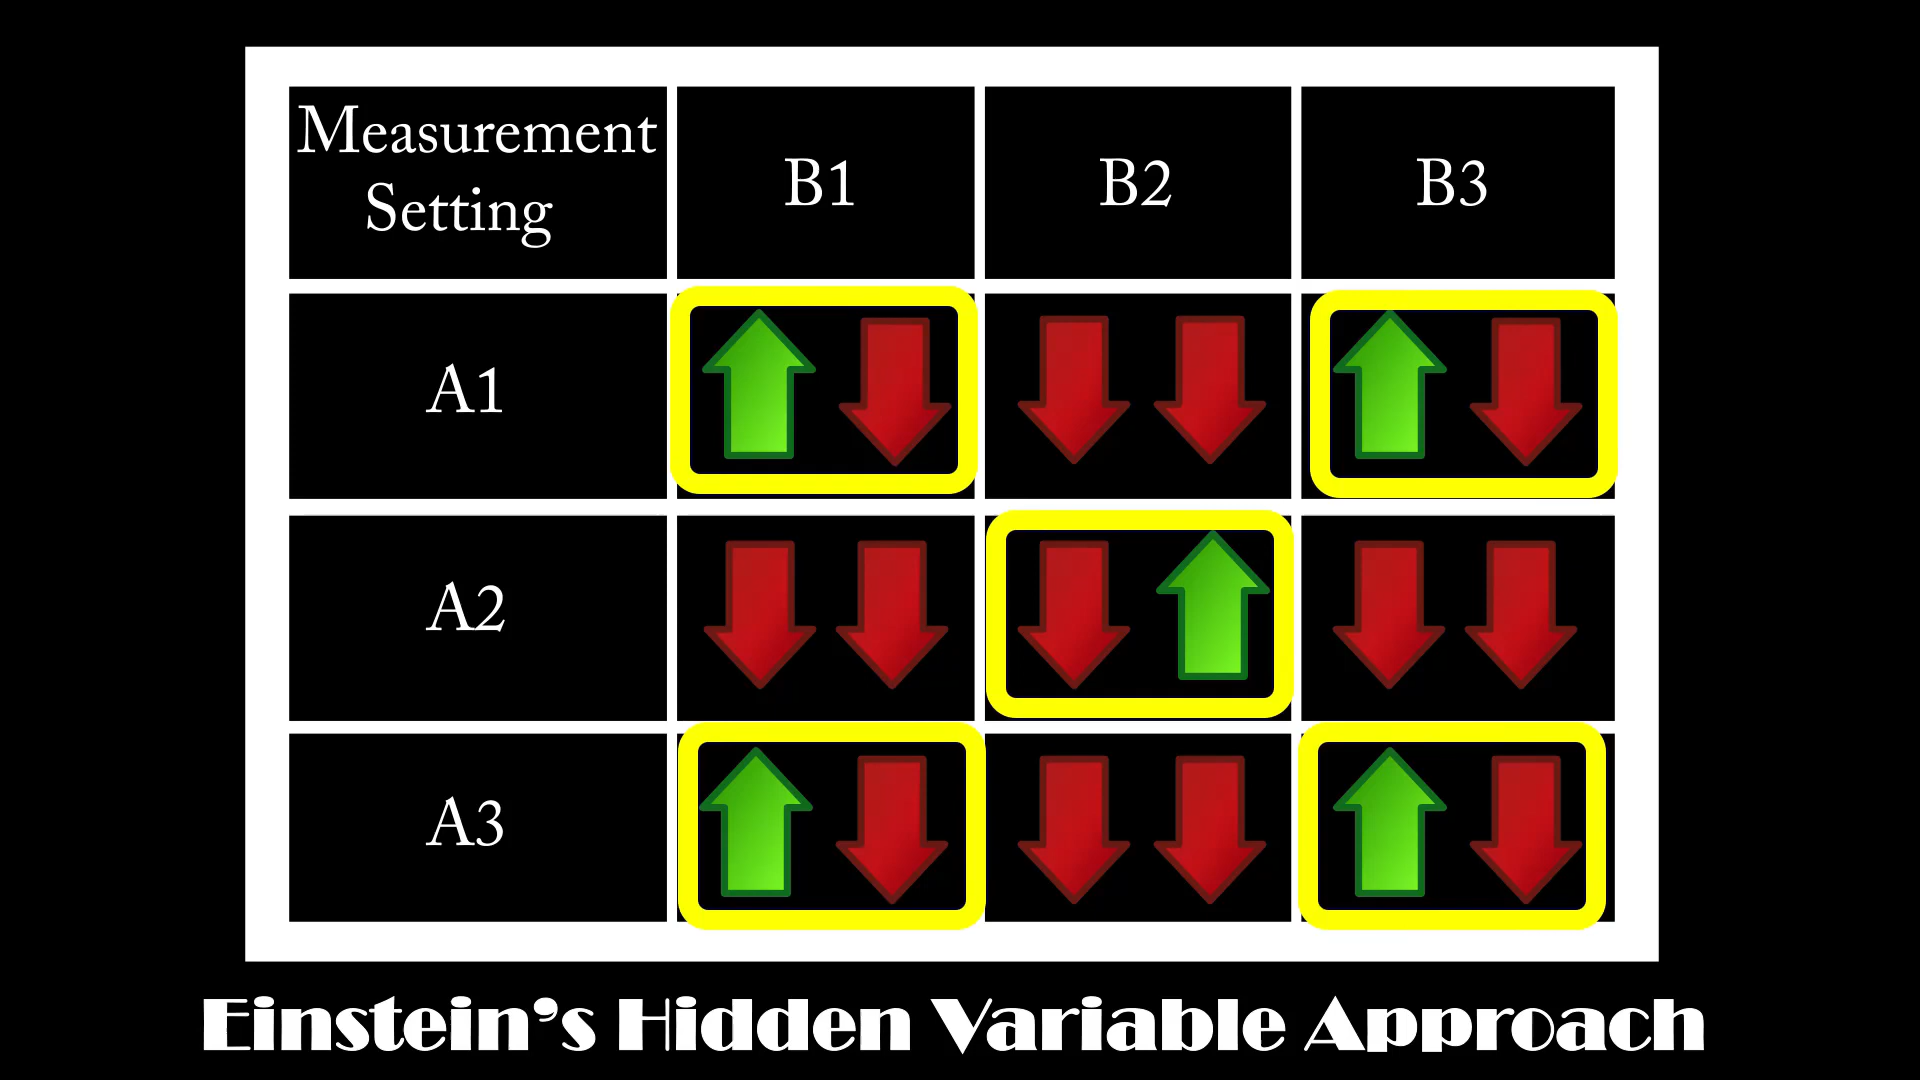 Measurement
Setting
B1
B2
B3
A1
A2
A3
Einstein's Hidden Variable Approach